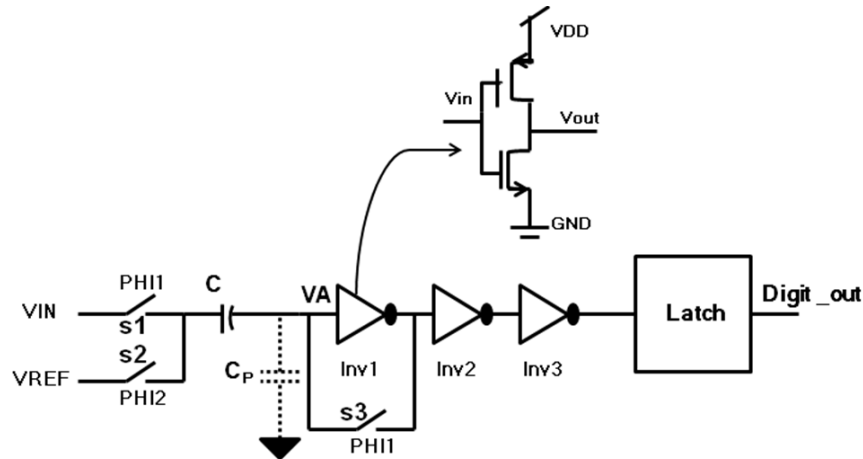 VDD
Vin
Vout
GND
PHI1
C
VA
VIN
s1
s2
VREF
PHI2
CP
Inv1
Inv2
Inv3
s3
PHI1
Latch
Digit_out